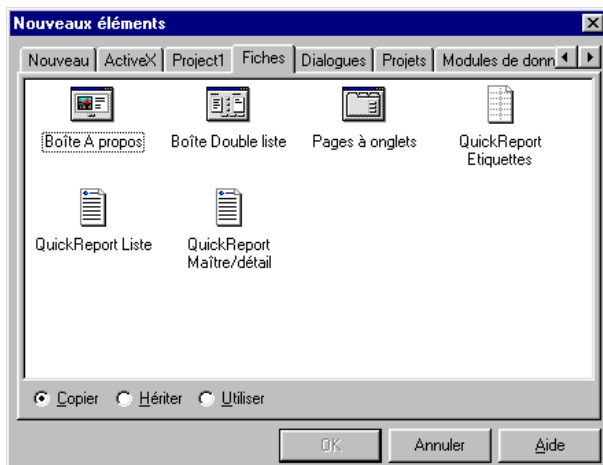 Nouveaux éléments
Nouveau ActiveX Project1 Fiches Dialogues Projets Modules de donn
Boîte A propos Boîte Double liste Pages à onglets QuickReport Etiquettes
QuickReport Liste QuickReport Maître/détail
Copier Hériter Utiliser
OK Annuler Aide